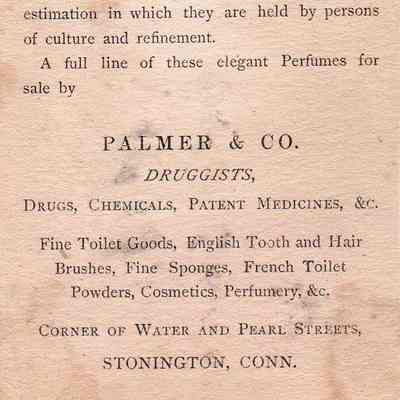 estimation in which they are held by persons
of culture and refinement.
A full line of these elegant Perfumes for
sale by
PALMER & CO.
DRUGGISTS,
DRUGS, CHEMICALS, PATENT MEDICINES, &C.
Fine Toilet Goods, English Tooth and Hair
Brushes, Fine Sponges, French Toilet
Powders, Cosmetics, Perfumery, &c.
CORNER OF WATER AND PEARL STREETS,
STONINGTON, CONN.